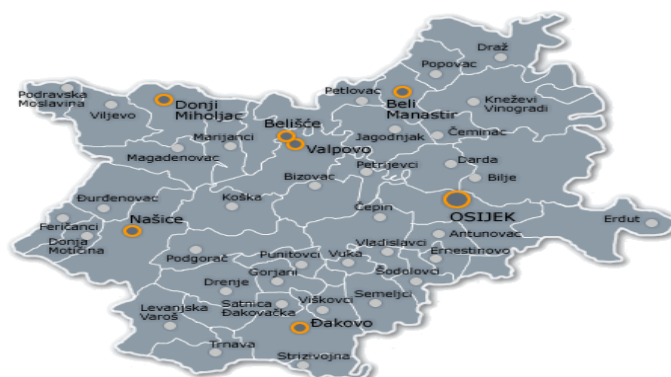 Draž
Popovac
Podravska
Moslavina
Viljevo
Donji
Miholjac
Petlovac
Beli
Manastir
Kneževi
Vinogradi
Belišće
Valpovo
Marijanci
Magadenovac
Jagodnjak
Čeminac
Darda
Bilje
Petrijevci
Bizovac
Đurđenovac
Koška
Čepin
OSIJEK
Erdut
Feričanci
Našice
Donja
Motičina
Antunovac
Vladislavci
Ernestinovo
Podgorač
Punitovci
Vuka
Gorjani
Šodolovci
Drenje
Satnica
Đakovačka
Viškovci
Semeljci
Levanjska
Varoš
Đakovo
Trnava
Strizivojna